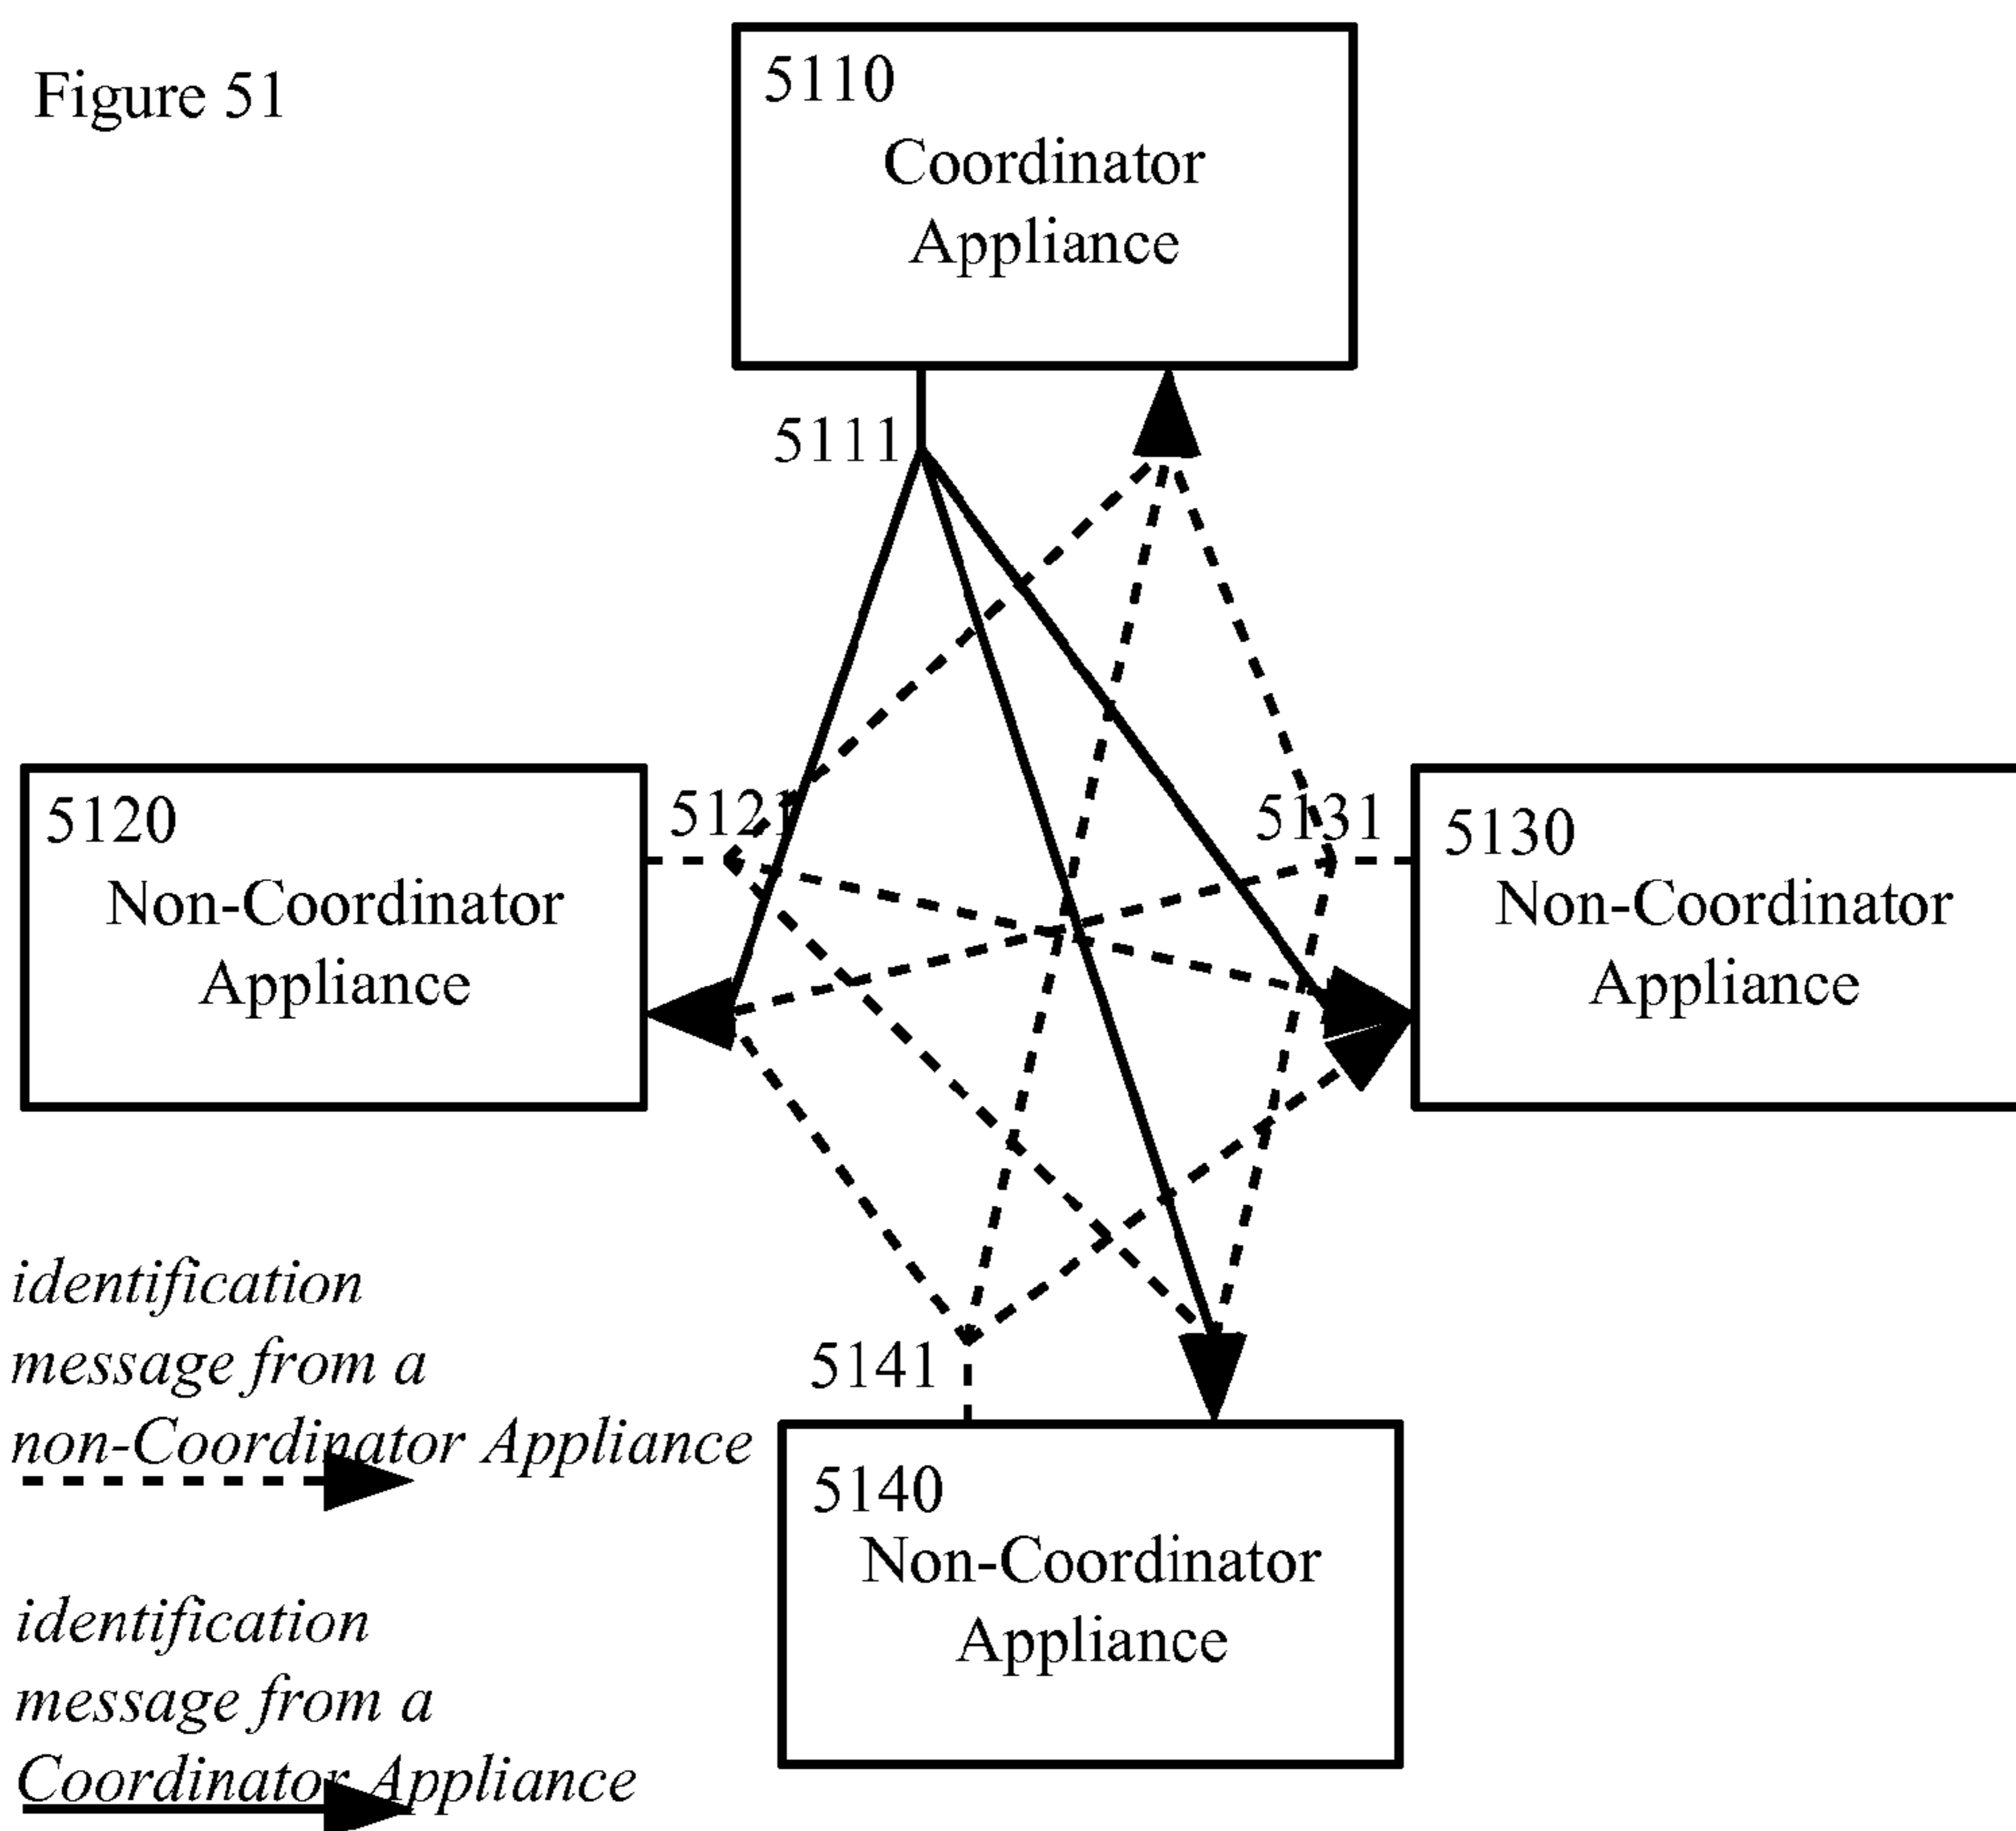 Figure 51
5110
Coordinator
Appliance
5111
5120
Non-Coordinator
Appliance
5121
5131
5130
Non-Coordinator
Appliance
identification
message from a
non-Coordinator Appliance
5141
5140
Non-Coordinator
Appliance
identification
message from a
Coordinator Appliance